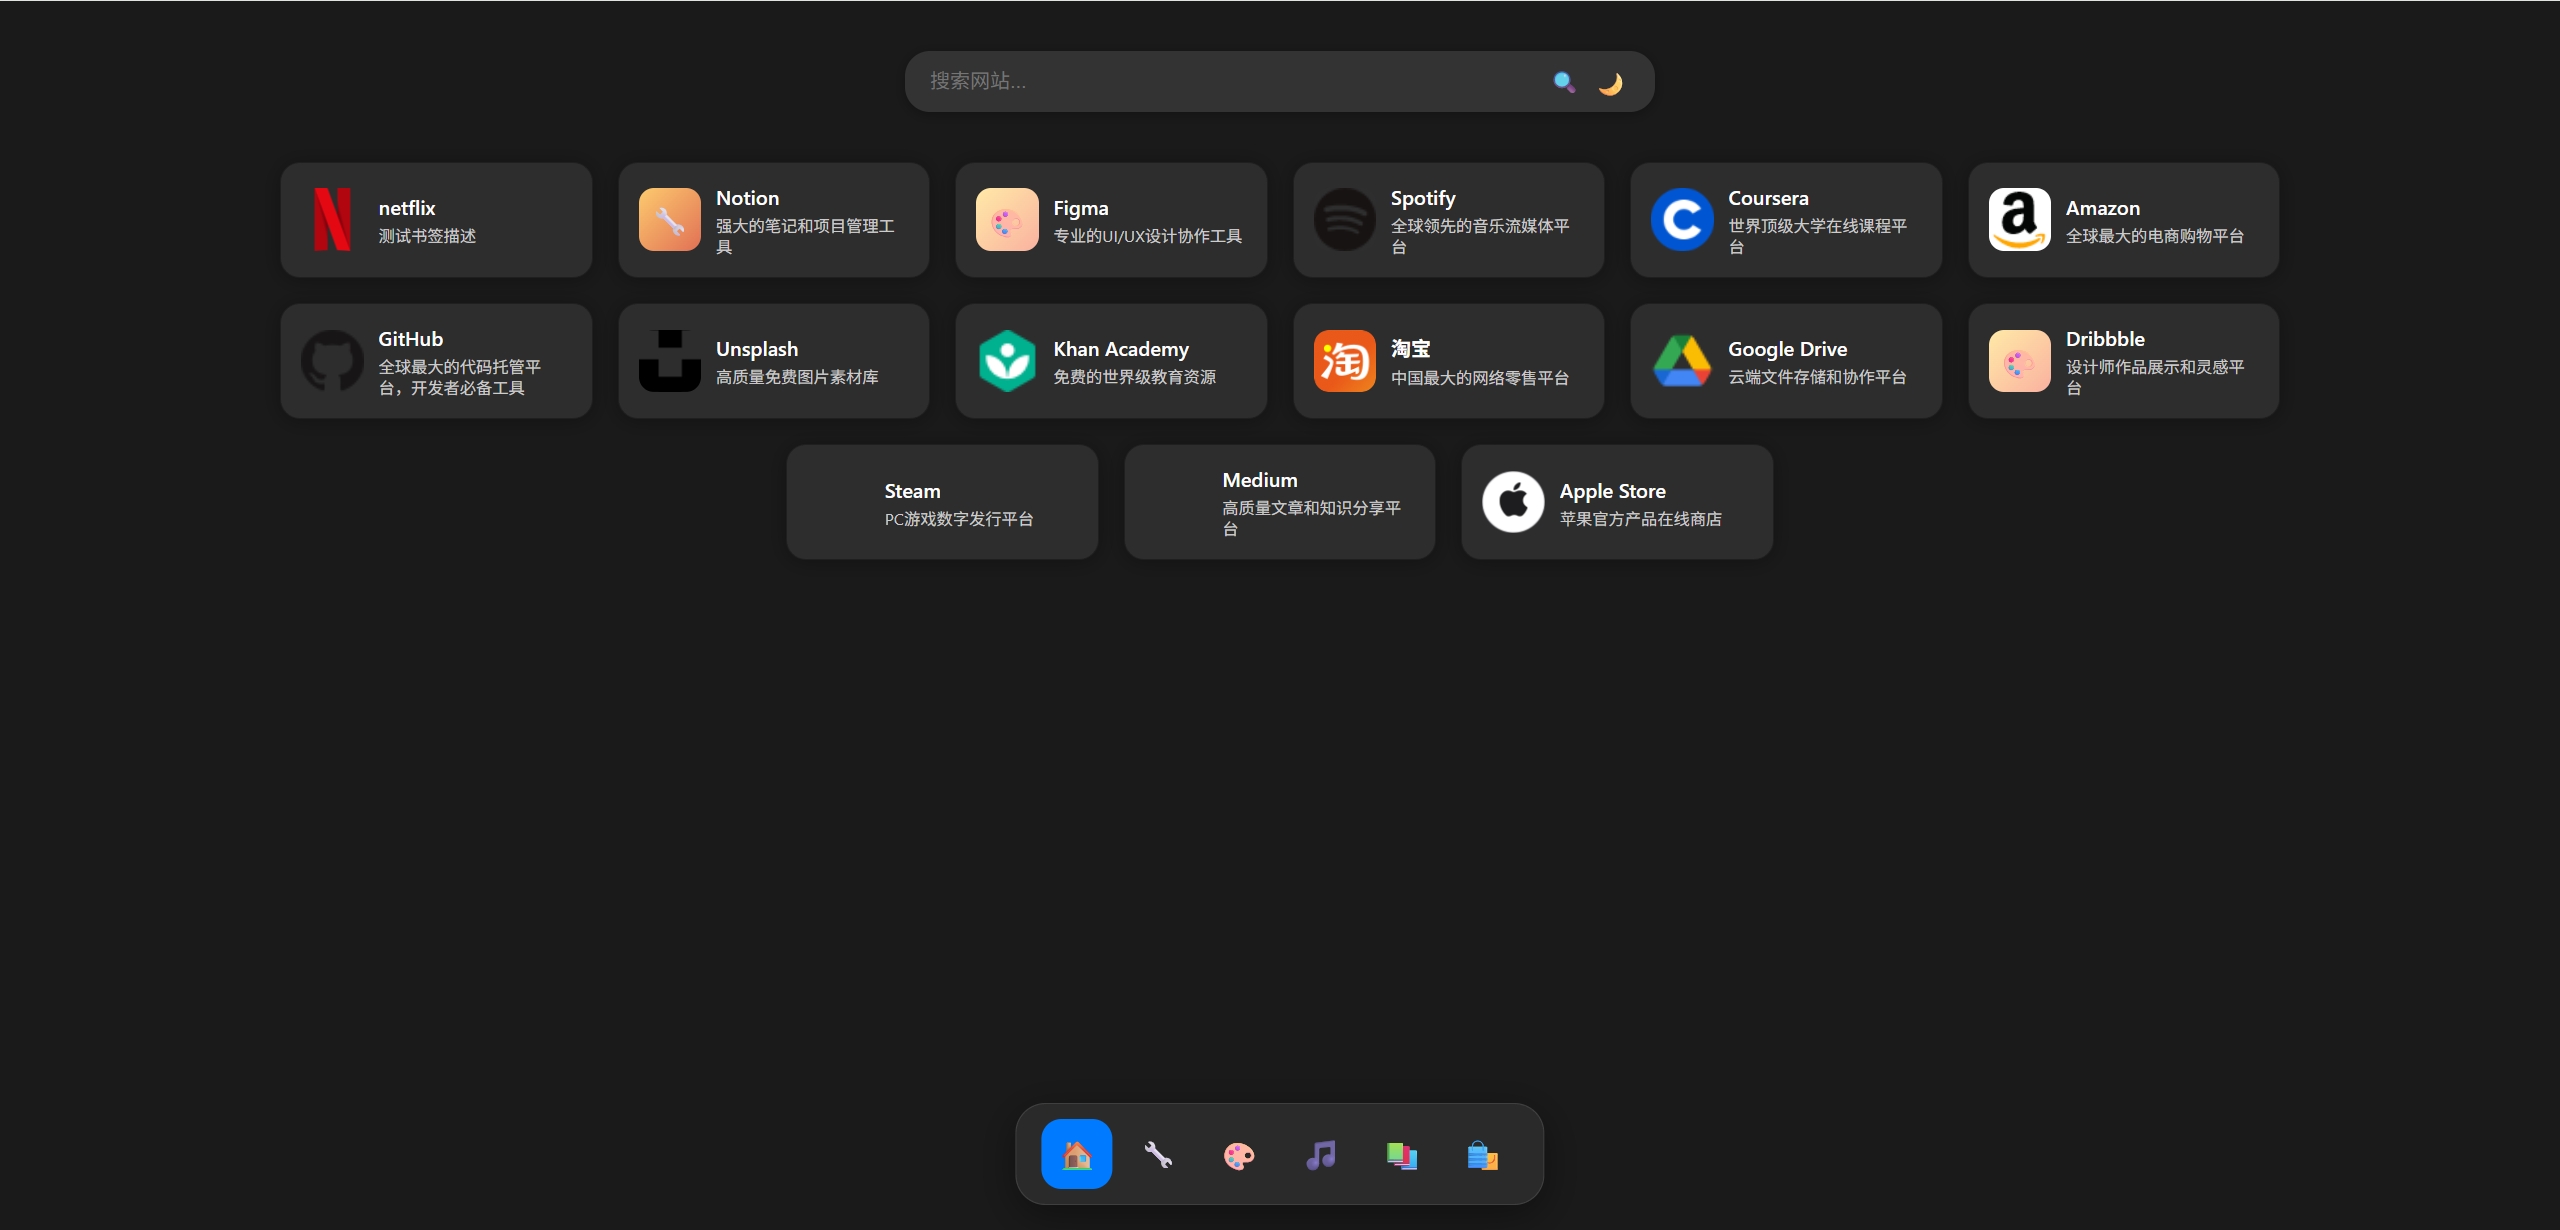 搜索网站...
netflix
测试书签描述
Notion
强大的笔记和项目管理工
具
Figma
专业的UI/UX设计协作工具
Spotify
全球领先的音乐流媒体平
台
Coursera
世界顶级大学在线课程平
台
Amazon
全球最大的电商购物平台
GitHub
全球最大的代码托管平
台，开发者必备工具
Unsplash
高质量免费图片素材库
Khan Academy
免费的世界级教育资源
淘
淘宝
中国最大的网络零售平台
Google Drive
云端文件存储和协作平台
Dribbble
设计师作品展示和灵感平
台
Steam
PC游戏数字发行平台
Medium
高质量文章和知识分享平
台
Apple Store
苹果官方产品在线商店